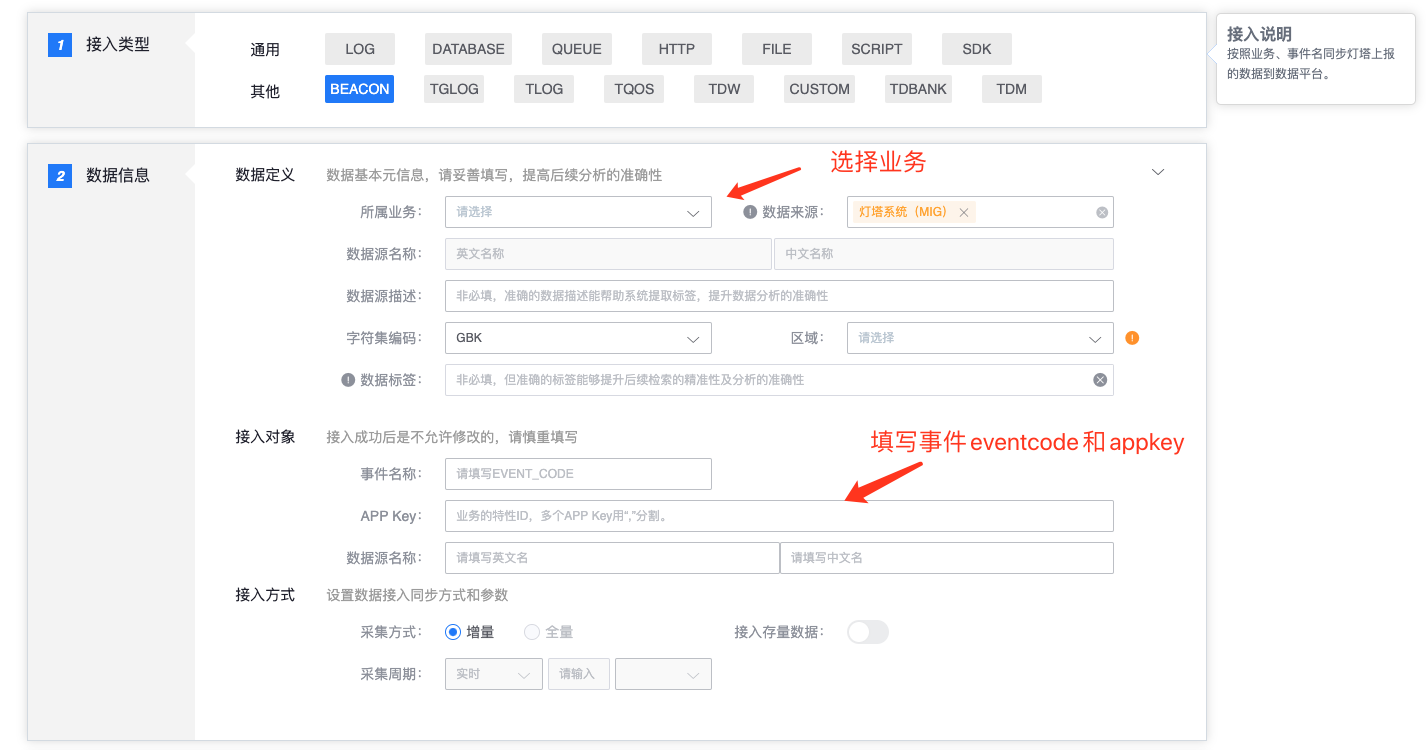 1 接入类型
通用 LOG DATABASE QUEUE HTTP FILE SCRIPT SDK
其他 BEACON TGLOG TLOG TQOS TDW CUSTOM TDBANK TDM
接入说明
按照业务、事件名同步灯塔上报
的数据到数据平台。
2 数据信息
选择业务
数据定义 数据基本元信息，请妥善填写，提高后续分析的准确性
所属业务： 请选择 数据来源： 灯塔系统（MIG）
数据源名称： 英文名称 中文名称
数据源描述： 非必填，准确的数据描述能帮助系统提取标签，提升数据分析的准确性
字符集编码： GBK 区域： 请选择
数据标签： 非必填，但准确的标签能够提升后续检索的精准性及分析的准确性
接入对象 接入成功后是不允许修改的，请慎重填写
填写事件eventcode和appkey
事件名称： 请填写EVENT_CODE
APP Key： 业务的特性ID，多个APP Key用“,”分割。
数据源名称： 请填写英文名 请填写中文名
接入方式 设置数据接入同步方式和参数
采集方式： 增量 全量 接入存量数据：
采集周期： 实时 请输入